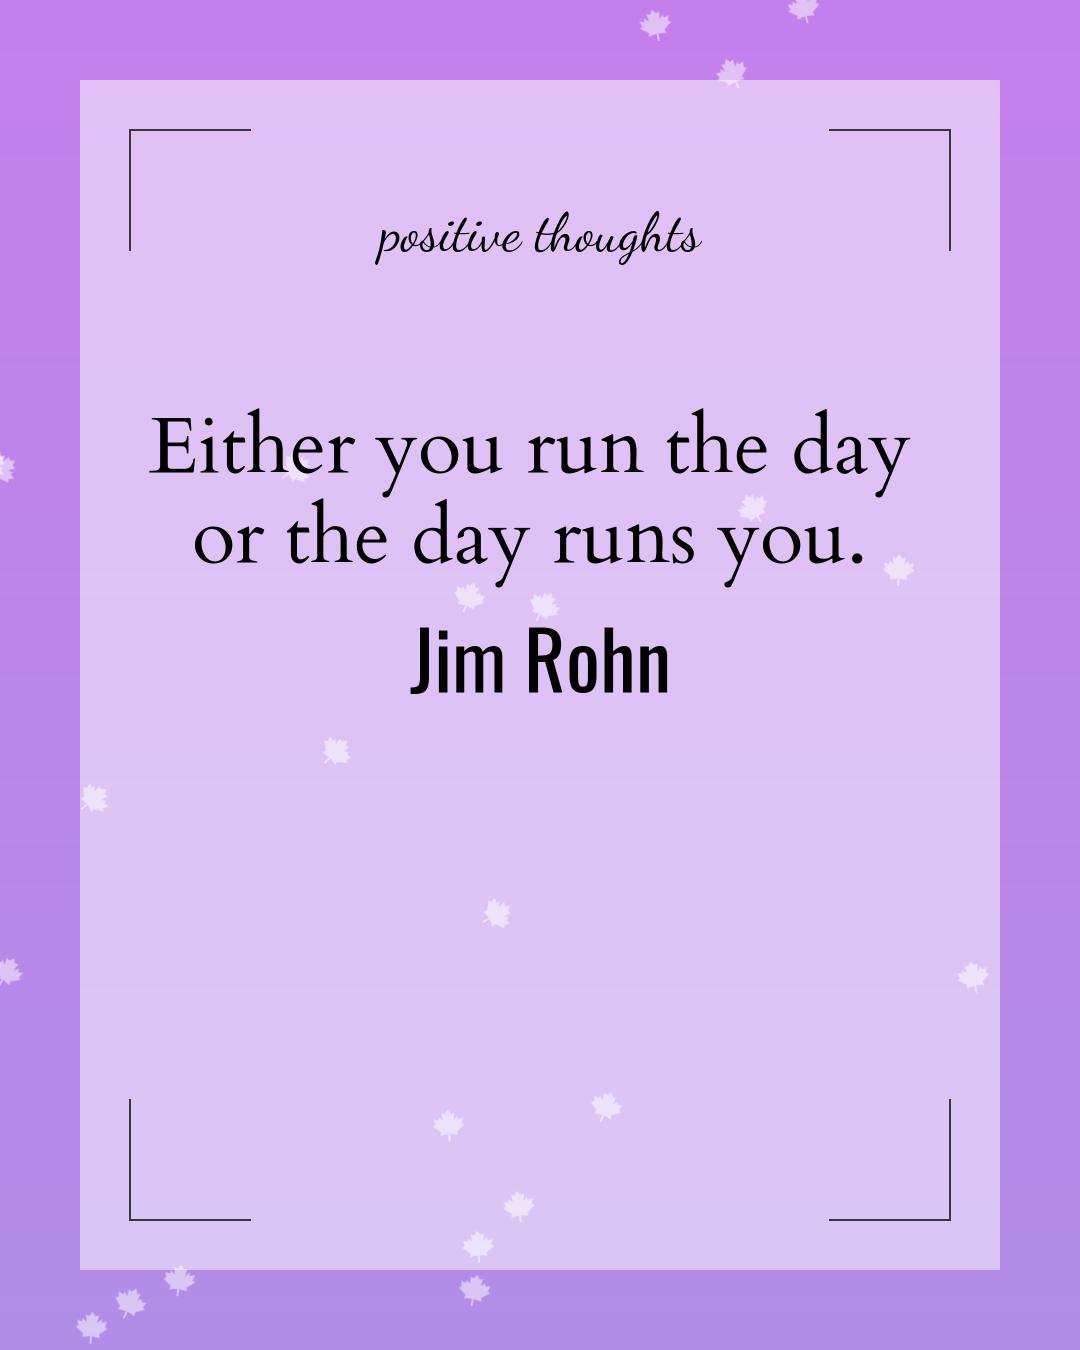 positive thoughts
Either you run the day
or the day runs you.
Jim Rohn